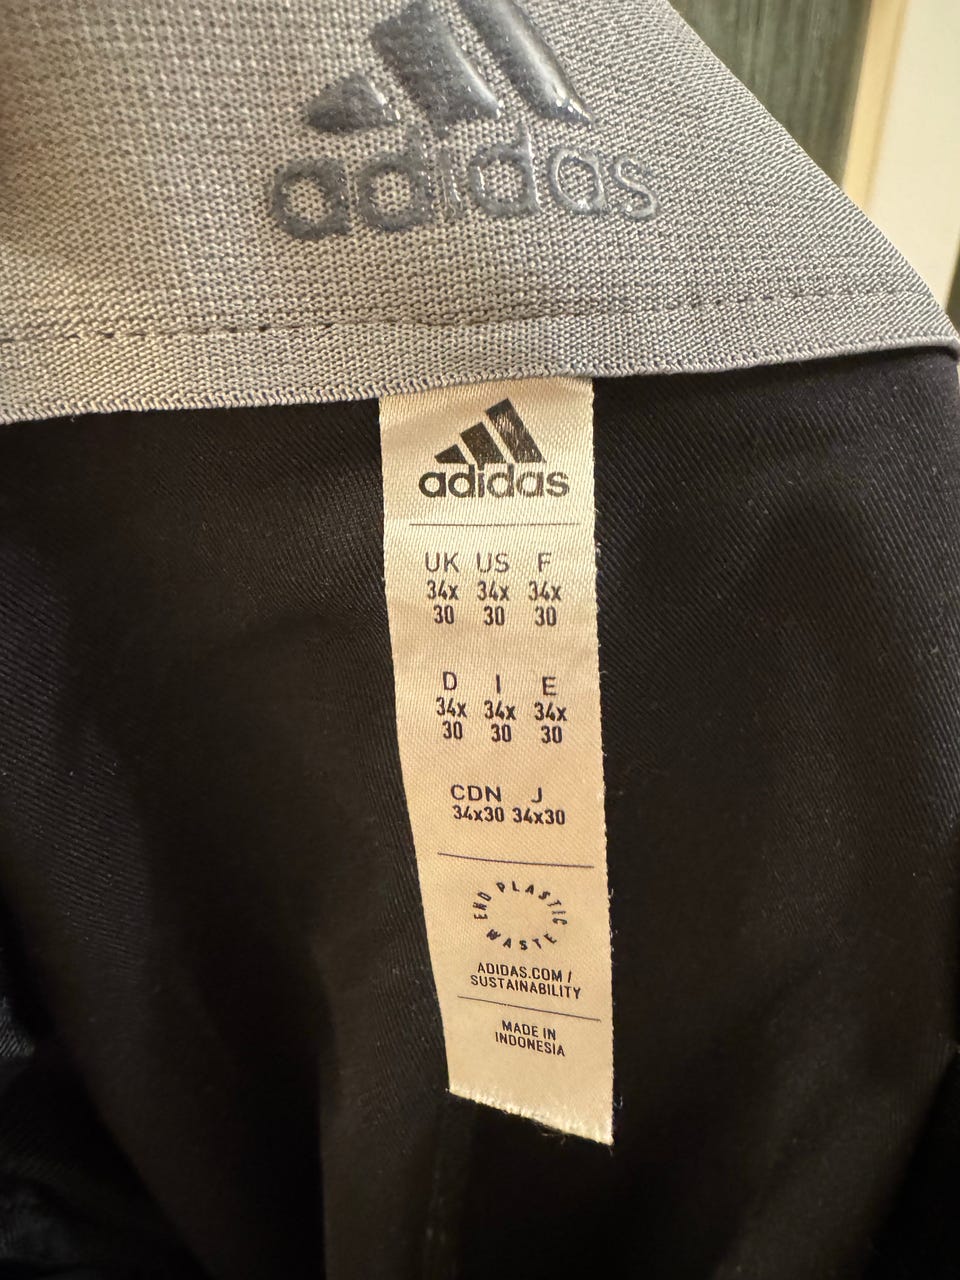 adidas
adidas
UK US F
34x 34x 34x
30 30 30
D I E
34x 34x 34x
30 30 30
CDN J
34x30 34x30
END PLASTIC WASTE
ADIDAS.COM /
SUSTAINABILITY
MADE IN
INDONESIA